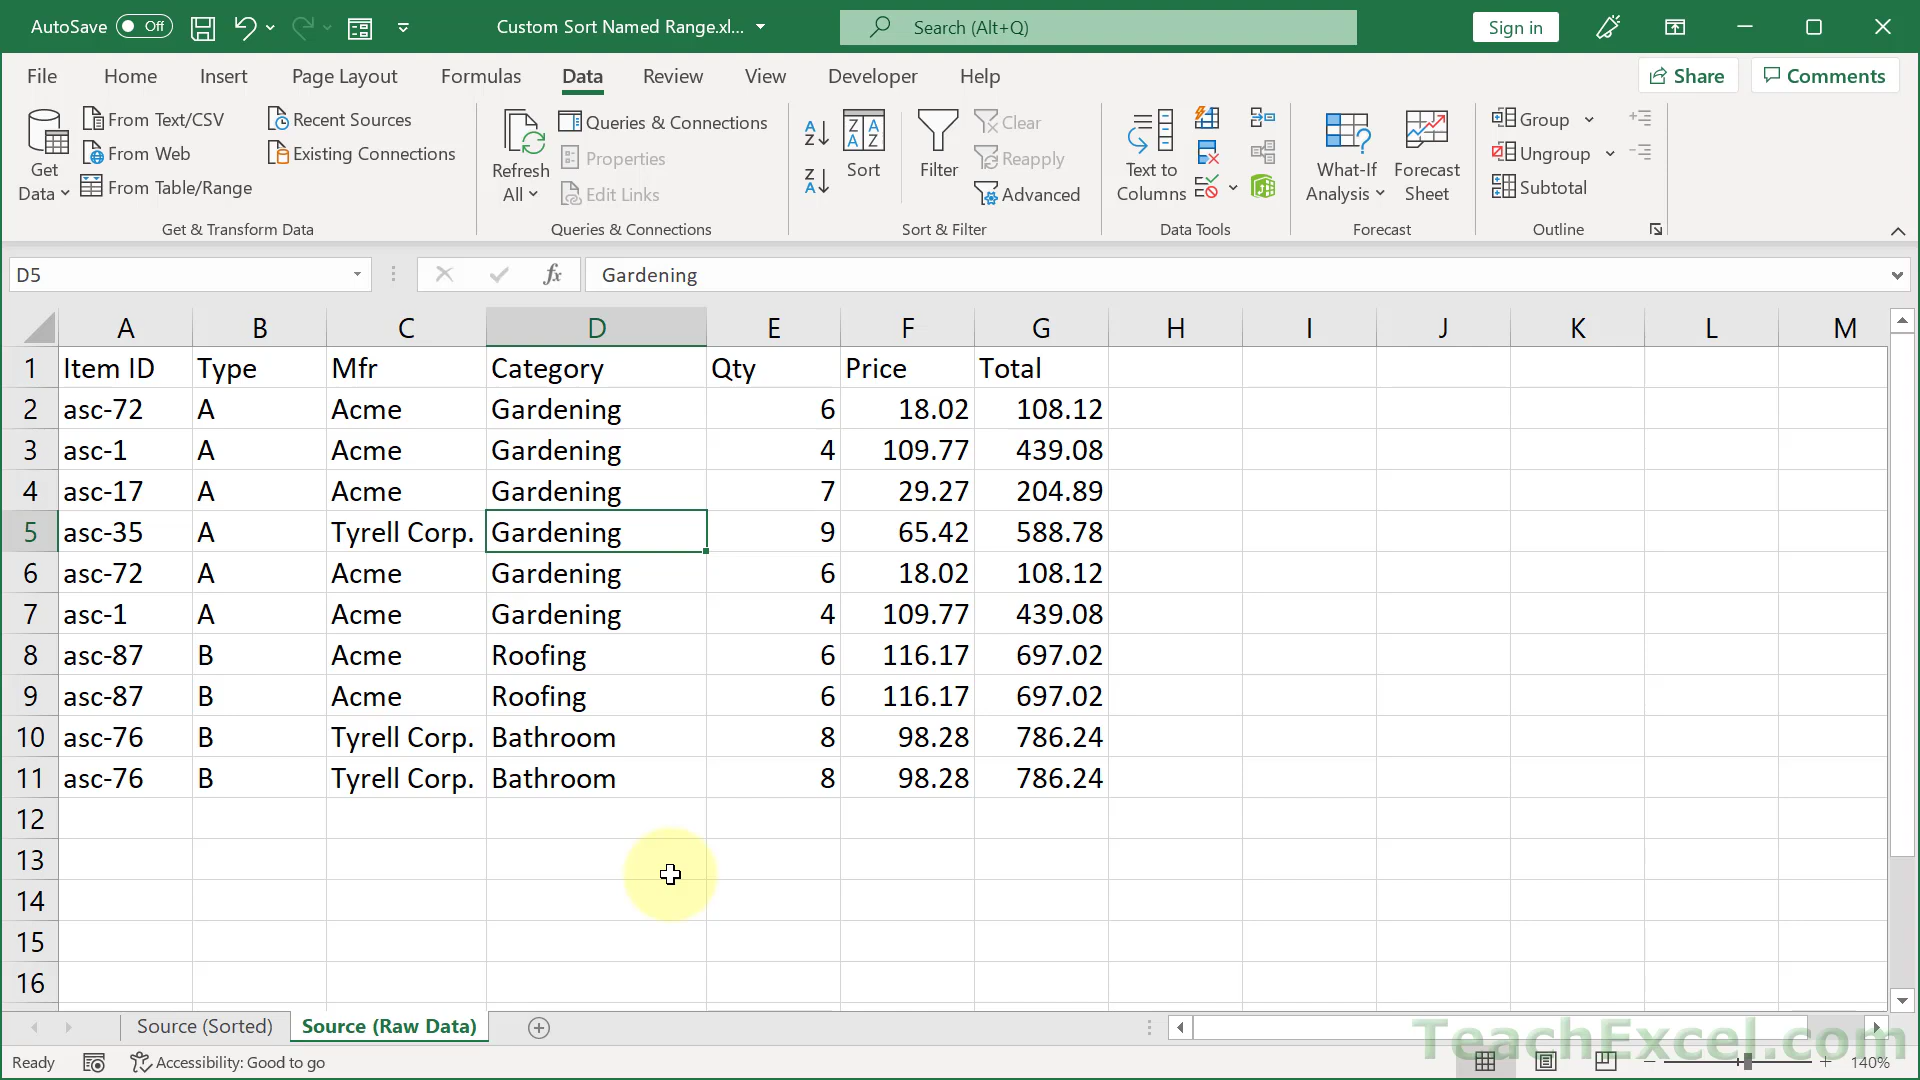 AutoSave Off Custom Sort Named Range.xl... Search (Alt+Q) Sign in
File Home Insert Page Layout Formulas Data Review View Developer Help Share Comments
Get Data
From Text/CSV
From Web
From Table/Range
Recent Sources
Existing Connections
Get & Transform Data
Refresh All
Queries & Connections
Properties
Edit Links
Queries & Connections
Sort
Filter
Clear
Reapply
Advanced
Sort & Filter
Text to Columns
Data Tools
What-If Analysis
Forecast Sheet
Forecast
Group
Ungroup
Subtotal
Outline
D5 fx Gardening
A B C D E F G H I J K L M
1 Item ID Type Mfr Category Qty Price Total
2 asc-72 A Acme Gardening 6 18.02 108.12
3 asc-1 A Acme Gardening 4 109.77 439.08
4 asc-17 A Acme Gardening 7 29.27 204.89
5 asc-35 A Tyrell Corp. Gardening 9 65.42 588.78
6 asc-72 A Acme Gardening 6 18.02 108.12
7 asc-1 A Acme Gardening 4 109.77 439.08
8 asc-87 B Acme Roofing 6 116.17 697.02
9 asc-87 B Acme Roofing 6 116.17 697.02
10 asc-76 B Tyrell Corp. Bathroom 8 98.28 786.24
11 asc-76 B Tyrell Corp. Bathroom 8 98.28 786.24
12
13
14
15
16
Source (Sorted) Source (Raw Data)
TeachExcel.com
Ready Accessibility: Good to go 140%